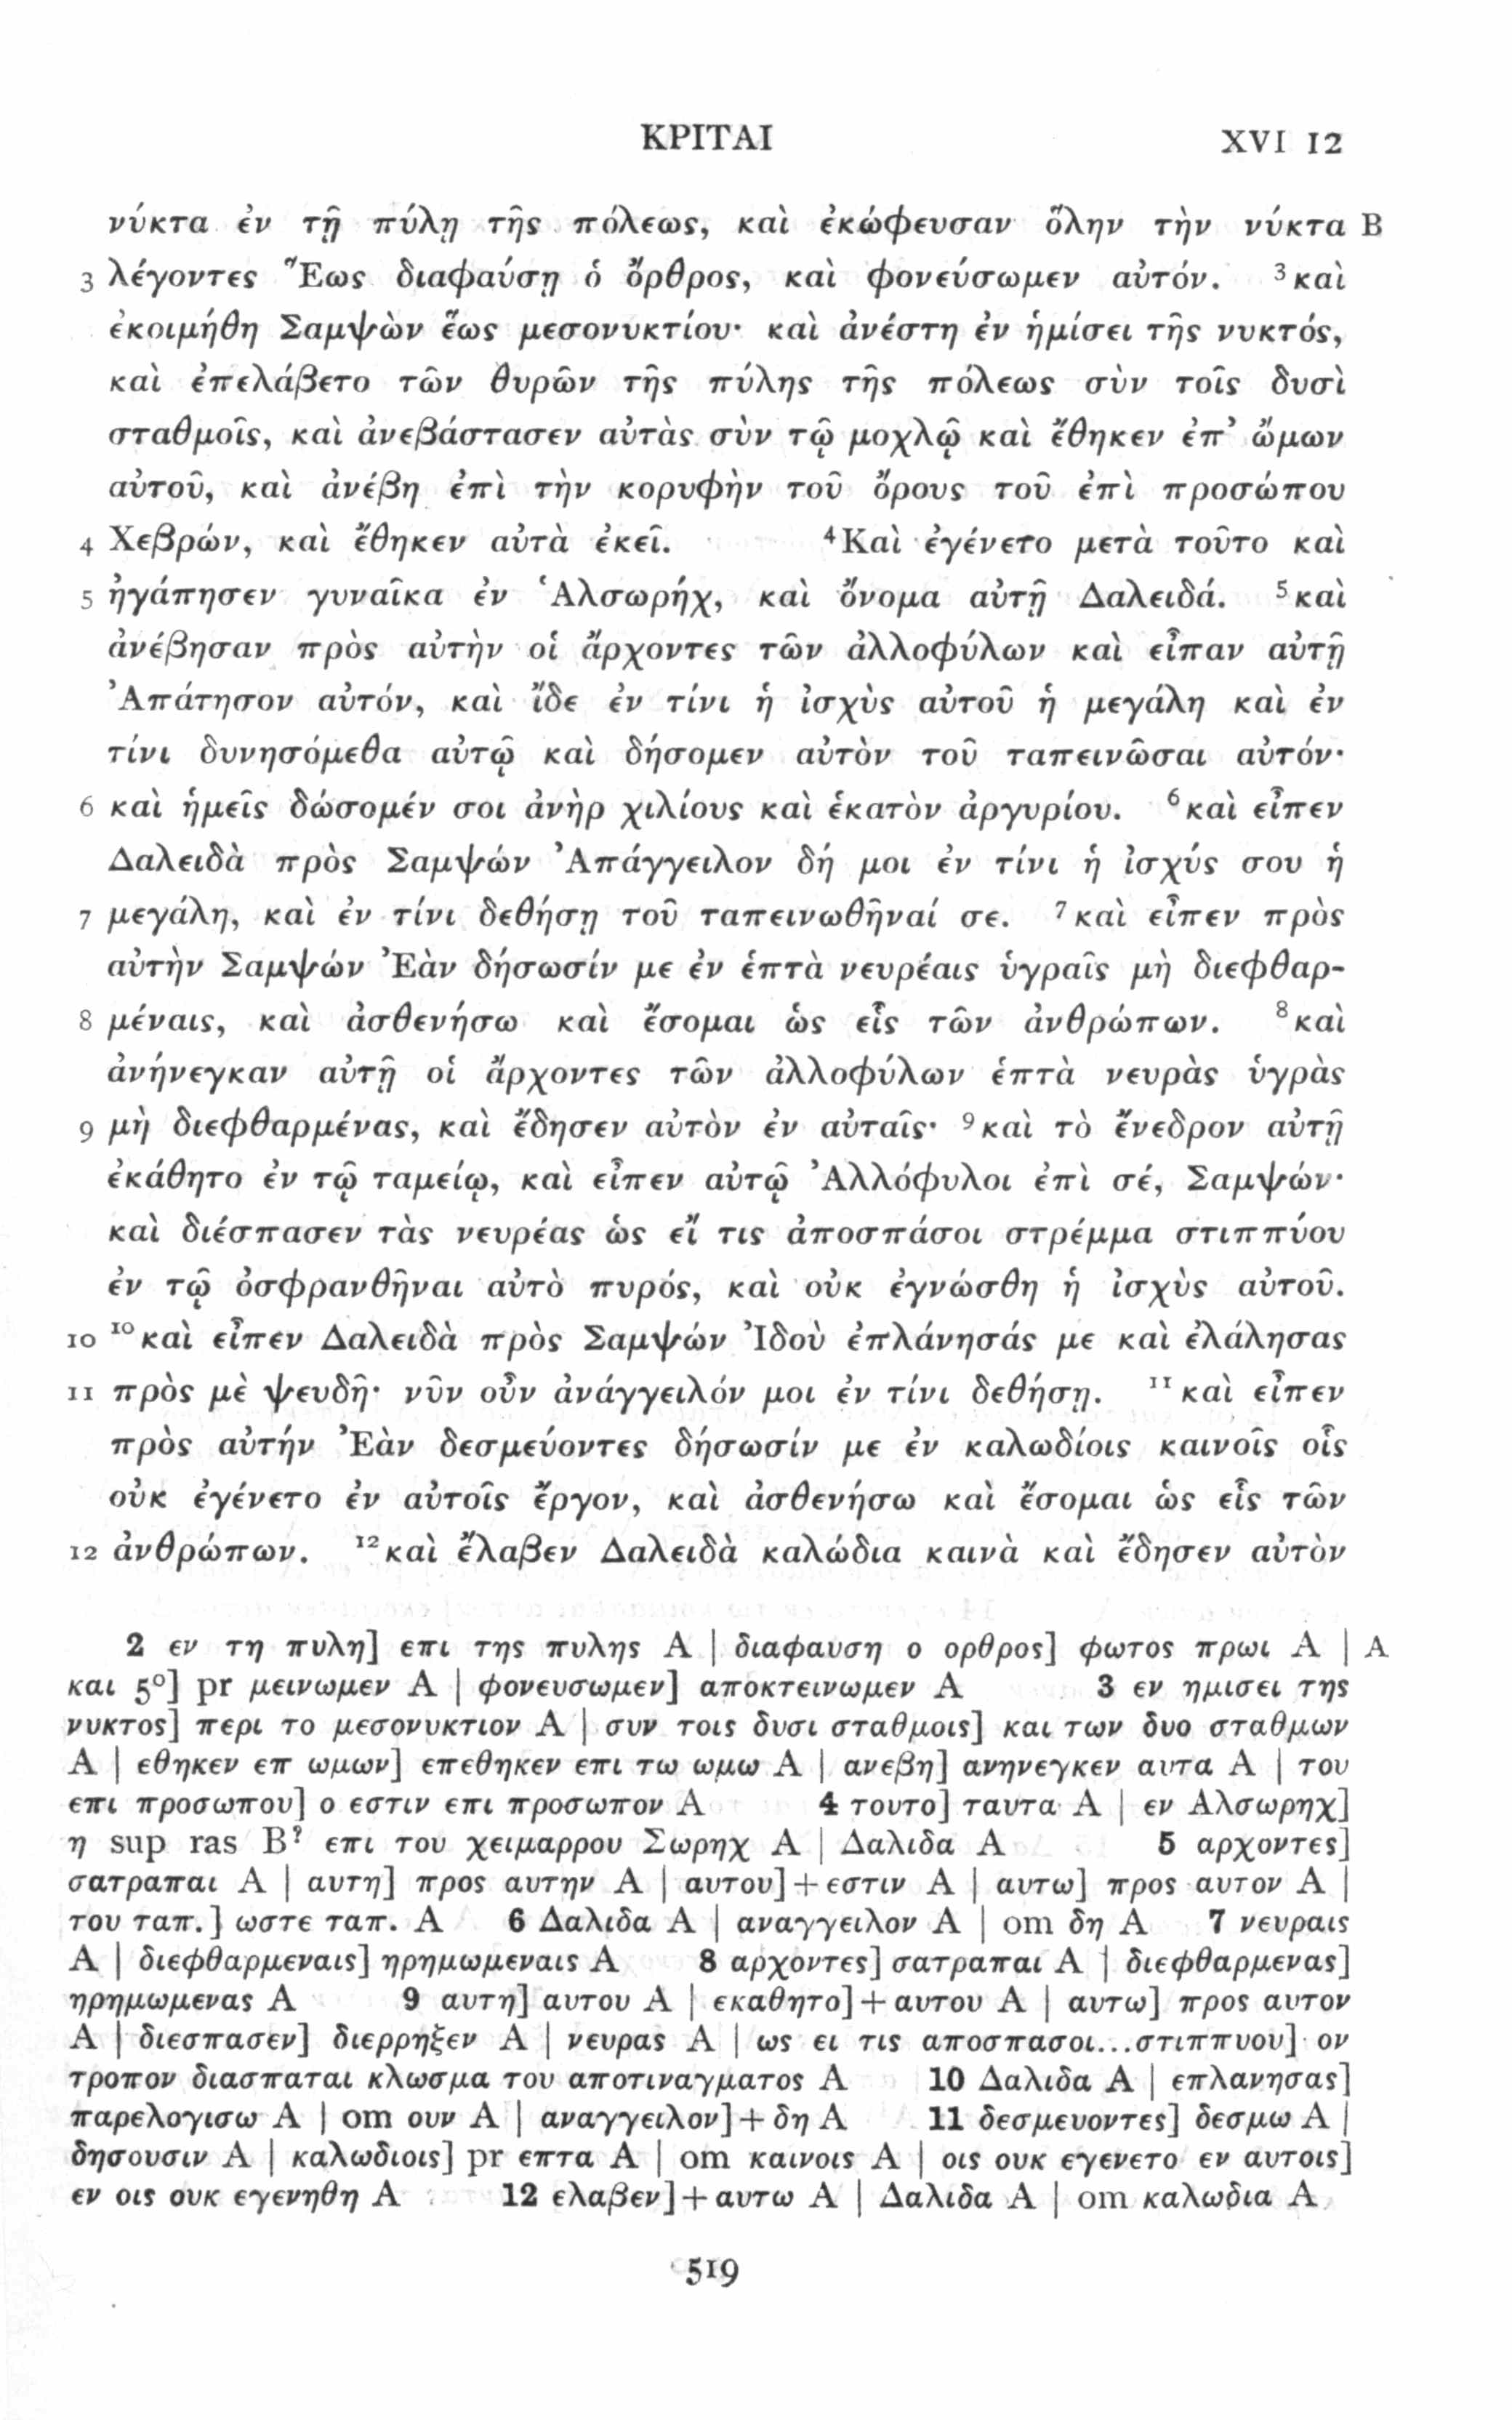 ΚΡΙΤΑΙ XVI 12
νύκτα ἐν τῇ πύλῃ τῆς πόλεως, καὶ ἐκώφευσαν ὅλην τὴν νύκτα B
3 λέγοντες Ἕως διαφαύσῃ ὁ ὄρθρος, καὶ φονεύσωμεν αὐτόν. ³καὶ
ἐκοιμήθη Σαμψὼν ἕως μεσονυκτίου· καὶ ἀνέστη ἐν ἡμίσει τῆς νυκτός,
καὶ ἐπελάβετο τῶν θυρῶν τῆς πύλης τῆς πόλεως σὺν τοῖς δυσὶ
σταθμοῖς, καὶ ἀνεβάστασεν αὐτὰς σὺν τῷ μοχλῷ καὶ ἔθηκεν ἐπ’ ὤμων
αὐτοῦ, καὶ ἀνέβη ἐπὶ τὴν κορυφὴν τοῦ ὄρους τοῦ ἐπὶ προσώπου
4 Χεβρών, καὶ ἔθηκεν αὐτὰ ἐκεῖ. ⁴Καὶ ἐγένετο μετὰ τοῦτο καὶ
5 ἠγάπησεν γυναῖκα ἐν Ἁλσωρήχ, καὶ ὄνομα αὐτῇ Δαλειδά. ⁵καὶ
ἀνέβησαν πρὸς αὐτὴν οἱ ἄρχοντες τῶν ἀλλοφύλων καὶ εἶπαν αὐτῇ
Ἀπάτησον αὐτόν, καὶ ἴδε ἐν τίνι ἡ ἰσχὺς αὐτοῦ ἡ μεγάλη καὶ ἐν
τίνι δυνησόμεθα αὐτῷ καὶ δήσομεν αὐτὸν τοῦ ταπεινῶσαι αὐτόν·
6 καὶ ἡμεῖς δώσομέν σοι ἀνὴρ χιλίους καὶ ἑκατὸν ἀργυρίου. ⁶καὶ εἶπεν
Δαλειδὰ πρὸς Σαμψών Ἀπάγγειλον δή μοι ἐν τίνι ἡ ἰσχύς σου ἡ
7 μεγάλη, καὶ ἐν τίνι δεθήσῃ τοῦ ταπεινωθῆναί σε. ⁷καὶ εἶπεν πρὸς
αὐτὴν Σαμψών Ἐὰν δήσωσίν με ἐν ἑπτὰ νευρέαις ὑγραῖς μὴ διεφθαρ-
8 μέναις, καὶ ἀσθενήσω καὶ ἔσομαι ὡς εἷς τῶν ἀνθρώπων. ⁸καὶ
ἀνήνεγκαν αὐτῇ οἱ ἄρχοντες τῶν ἀλλοφύλων ἑπτὰ νευρὰς ὑγρὰς
9 μὴ διεφθαρμένας, καὶ ἔδησεν αὐτὸν ἐν αὐταῖς· ⁹καὶ τὸ ἔνεδρον αὐτῇ
ἐκάθητο ἐν τῷ ταμείῳ, καὶ εἶπεν αὐτῷ Ἀλλόφυλοι ἐπὶ σέ, Σαμψών·
καὶ διέσπασεν τὰς νευρέας ὡς εἴ τις ἀποσπάσοι στρέμμα στιππύου
ἐν τῷ ὀσφρανθῆναι αὐτὸ πυρός, καὶ οὐκ ἐγνώσθη ἡ ἰσχὺς αὐτοῦ.
10 ¹⁰καὶ εἶπεν Δαλειδὰ πρὸς Σαμψών Ἰδοὺ ἐπλάνησάς με καὶ ἐλάλησας
11 πρὸς μὲ ψευδῆ· νῦν οὖν ἀνάγγειλόν μοι ἐν τίνι δεθήσῃ. ¹¹καὶ εἶπεν
πρὸς αὐτήν Ἐὰν δεσμεύοντες δήσωσίν με ἐν καλωδίοις καινοῖς οἷς
οὐκ ἐγένετο ἐν αὐτοῖς ἔργον, καὶ ἀσθενήσω καὶ ἔσομαι ὡς εἷς τῶν
12 ἀνθρώπων. ¹²καὶ ἔλαβεν Δαλειδὰ καλώδια καινὰ καὶ ἔδησεν αὐτὸν
2 εν τη πυλη] επι της πυλης A | διαφαυση ο ορθρος] φωτος πρωι A | A
και 5⁰] pr μεινωμεν A | φονευσωμεν] αποκτεινωμεν A 3 εν ημισει της
νυκτος] περι το μεσονυκτιον A | συν τοις δυσι σταθμοις] και των δυο σταθμων
A | εθηκεν επ ωμων] επεθηκεν επι τω ωμω A | ανεβη] ανηνεγκεν αυτα A | του
επι προσωπου] ο εστιν επι προσωπον A 4 τουτο] ταυτα A | εν Αλσωρηχ]
η sup ras B<sup>?</sup> επι του χειμαρρου Σωρηχ A | Δαλιδα A 5 αρχοντες]
σατραπαι A | αυτη] προς αυτην A | αυτου]+εστιν A | αυτω] προς αυτον A |
του ταπ.] ωστε ταπ. A 6 Δαλιδα A | αναγγειλον A | om δη A 7 νευραις
A | διεφθαρμεναις] ηρημωμεναις A 8 αρχοντες] σατραπαι A | διεφθαρμενας]
ηρημωμενας A 9 αυτη] αυτου A | εκαθητο]+αυτου A | αυτω] προς αυτον
A | διεσπασεν] διερρηξεν A | νευρας A | ως ει τις αποσπασοι...στιππυου] ον
τροπον διασπαται κλωσμα του αποτιναγματος A 10 Δαλιδα A | επλανησας]
παρελογισω A | om ουν A | αναγγειλον]+δη A 11 δεσμευοντες] δεσμω A |
δησουσιν A | καλωδιοις] pr επτα A | om καινοις A | οις ουκ εγενετο εν αυτοις]
εν οις ουκ εγενηθη A 12 ελαβεν]+αυτω A | Δαλιδα A | om καλωδια A
519